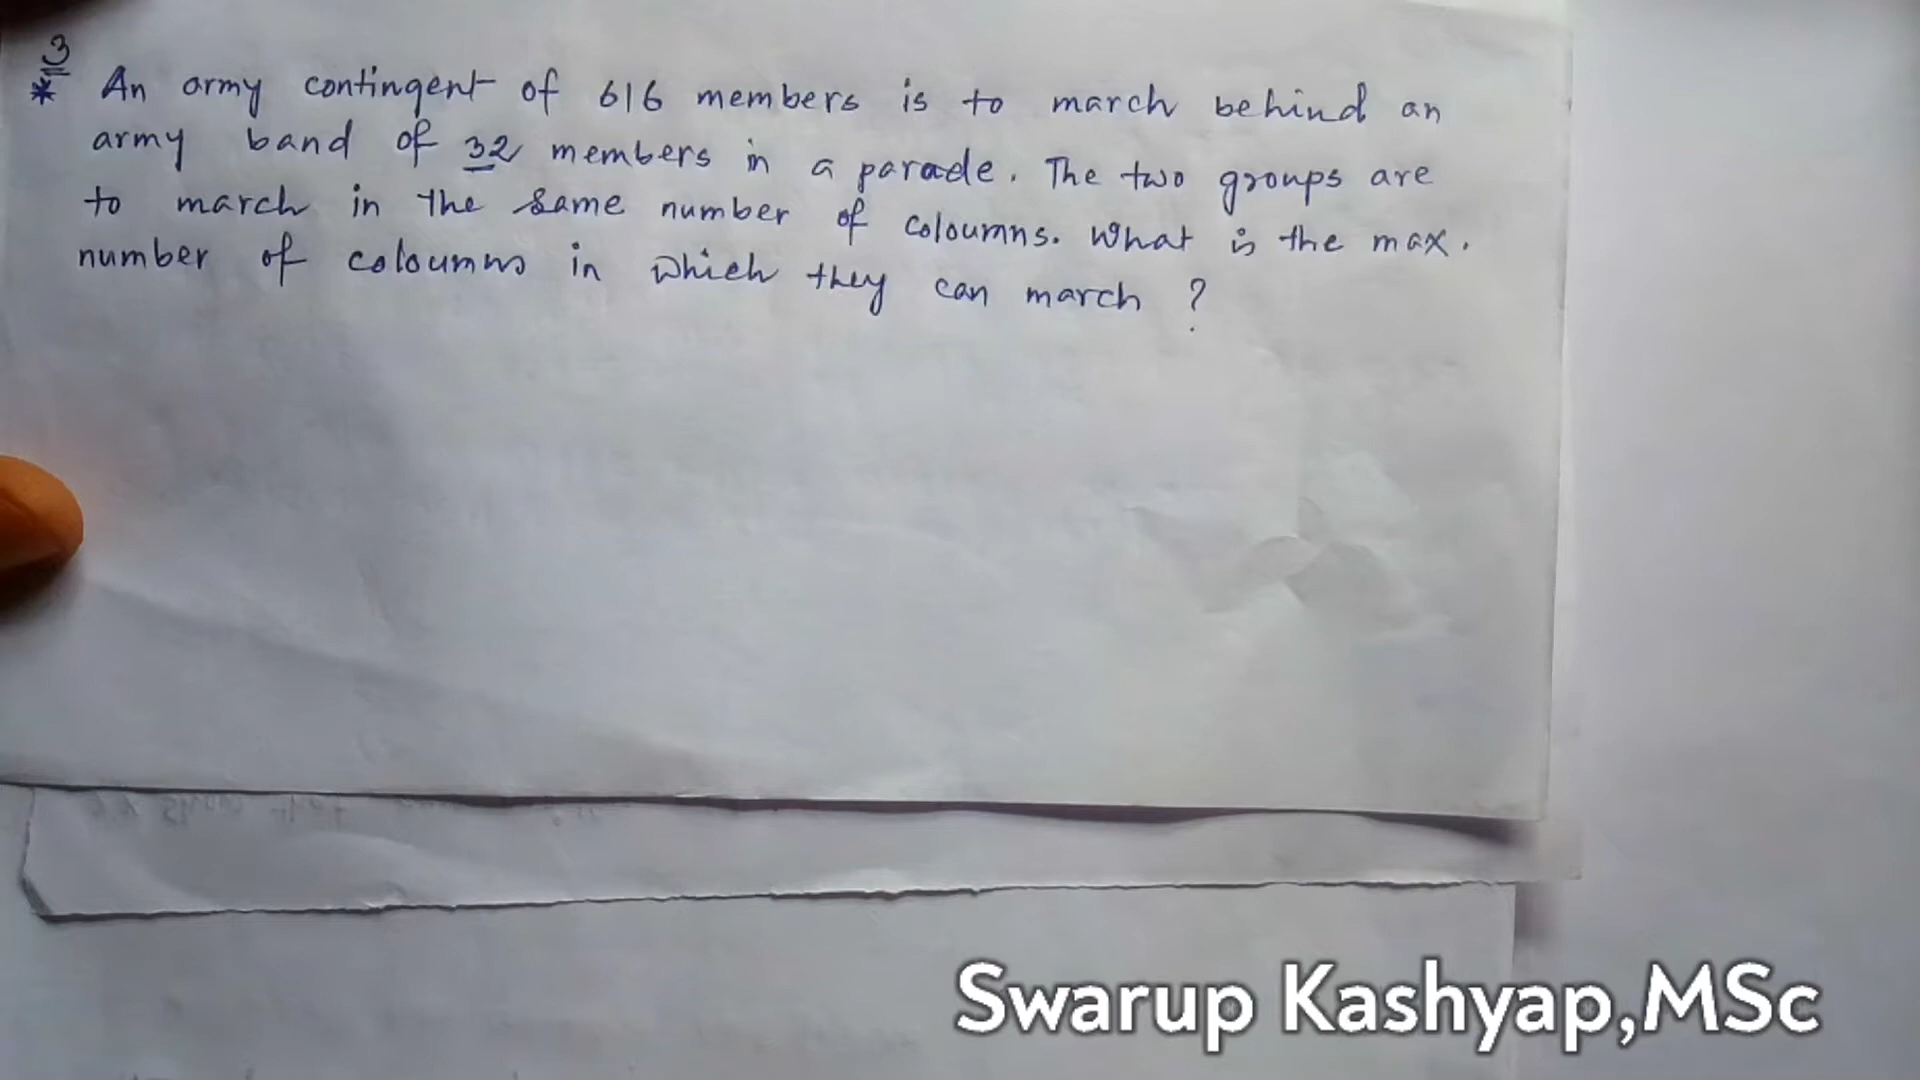 3
* An army contingent of 616 members is to march behind an
army band of 32 members in a parade. The two groups are
to march in the same number of coloumns. What is the max.
number of coloumns in which they can march ?
show that
Swarup Kashyap,MSc